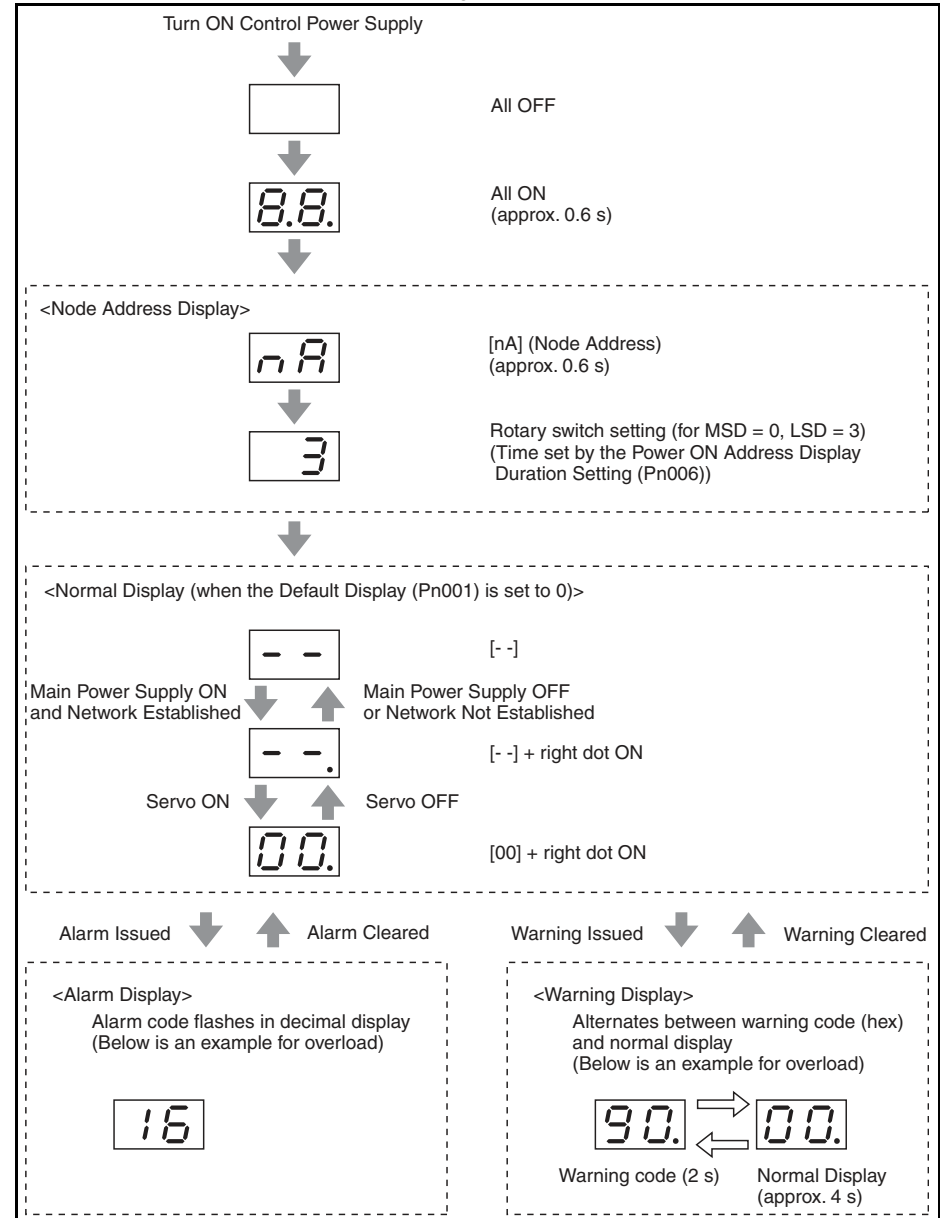 Turn ON Control Power Supply
All OFF
8.8.
All ON
(approx. 0.6 s)
<Node Address Display>
nA
[nA] (Node Address)
(approx. 0.6 s)
3
Rotary switch setting (for MSD = 0, LSD = 3)
(Time set by the Power ON Address Display
Duration Setting (Pn006))
<Normal Display (when the Default Display (Pn001) is set to 0)>
- -
[- -]
Main Power Supply ON
and Network Established
Main Power Supply OFF
or Network Not Established
- -.
[- -] + right dot ON
Servo ON
Servo OFF
00.
[00] + right dot ON
Alarm Issued
Alarm Cleared
Warning Issued
Warning Cleared
<Alarm Display>
Alarm code flashes in decimal display
(Below is an example for overload)
16
<Warning Display>
Alternates between warning code (hex)
and normal display
(Below is an example for overload)
90.
00.
Warning code (2 s)
Normal Display
(approx. 4 s)